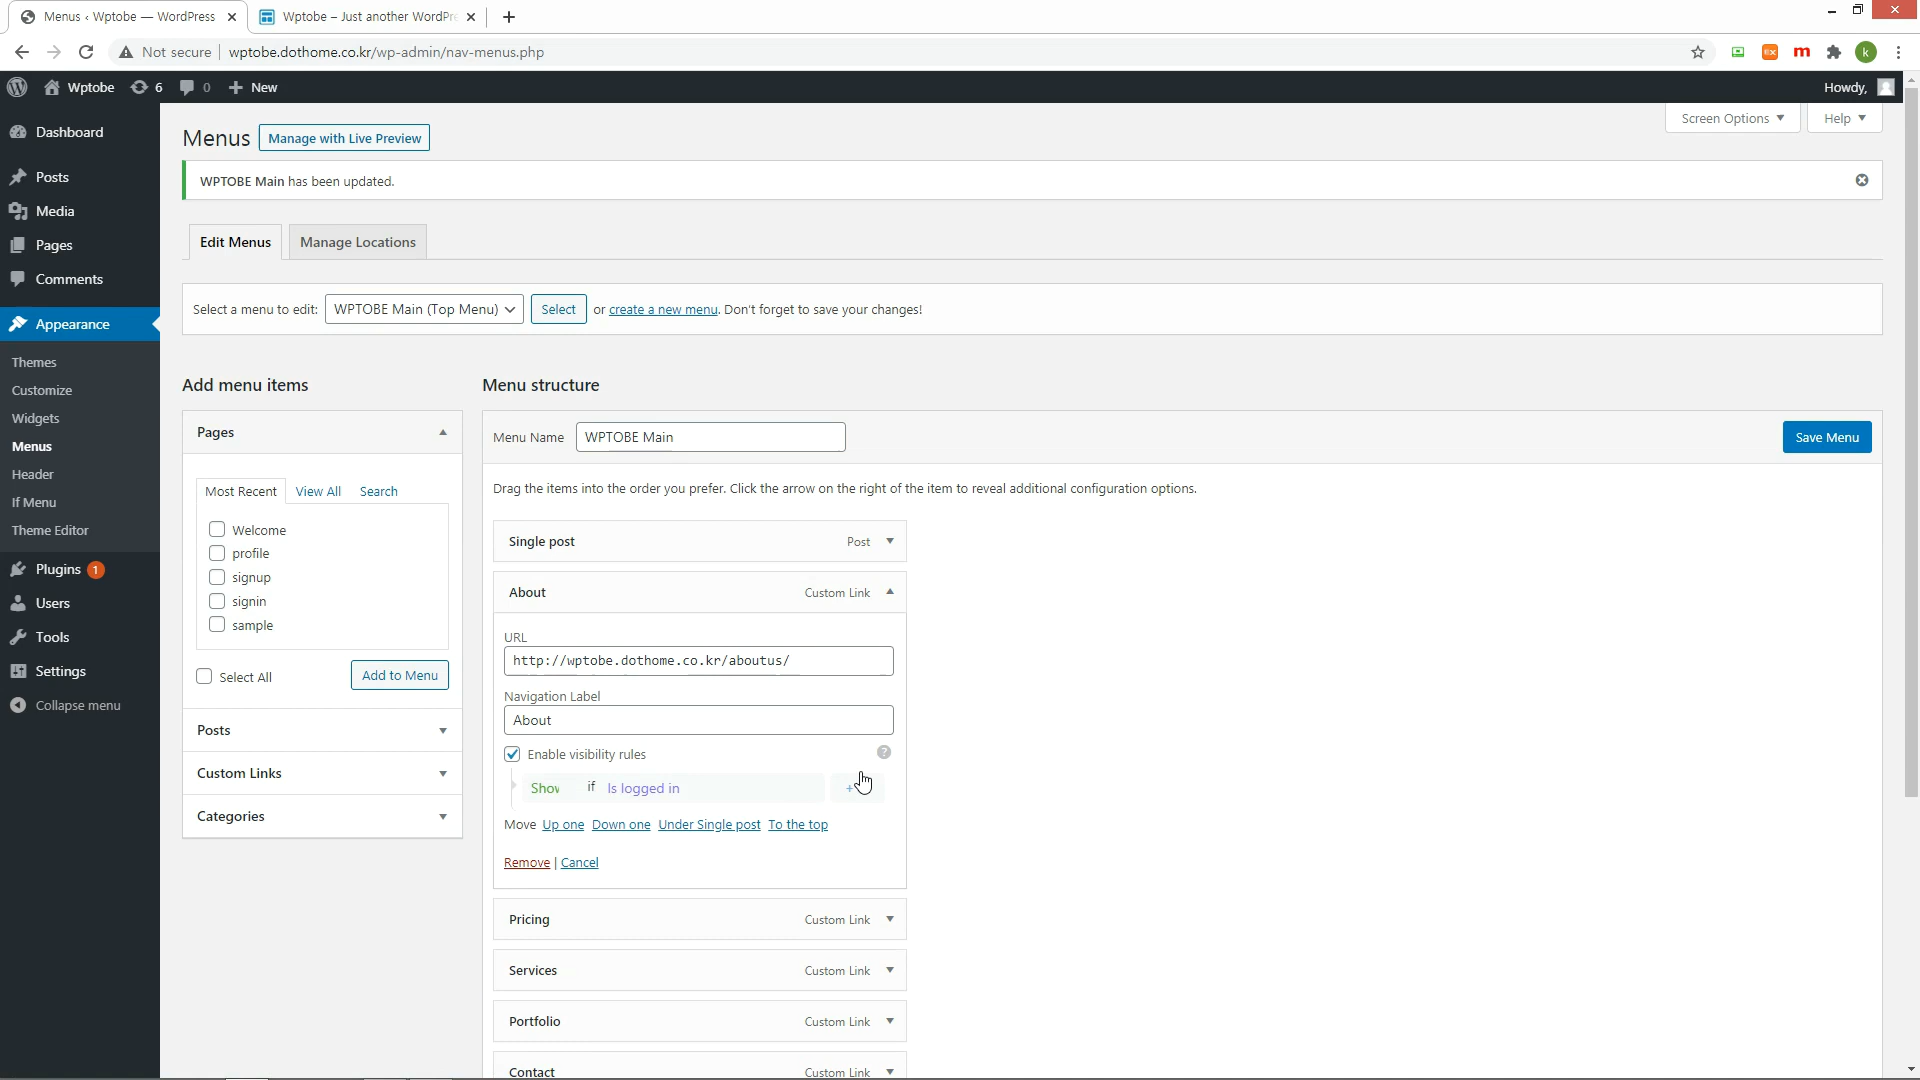 Menus ‹ Wptobe — WordPress
Wptobe – Just another WordPre
Not secure
wptobe.dothome.co.kr/wp-admin/nav-menus.php
EX
m
k
Wptobe
6
0
New
Howdy,
Dashboard
Posts
Media
Pages
Comments
Appearance
Themes
Customize
Widgets
Menus
Header
If Menu
Theme Editor
Plugins 1
Users
Tools
Settings
Collapse menu
Screen Options
Help
Menus
Manage with Live Preview
WPTOBE Main has been updated.
Edit Menus
Manage Locations
Select a menu to edit: WPTOBE Main (Top Menu) Select or create a new menu. Don't forget to save your changes!
Add menu items
Pages
Most Recent View All Search
Welcome
profile
signup
signin
sample
Select All
Add to Menu
Posts
Custom Links
Categories
Menu structure
Menu Name WPTOBE Main
Save Menu
Drag the items into the order you prefer. Click the arrow on the right of the item to reveal additional configuration options.
Single post Post
About Custom Link
URL
http://wptobe.dothome.co.kr/aboutus/
Navigation Label
About
Enable visibility rules ?
Show if Is logged in +
Move Up one Down one Under Single post To the top
Remove | Cancel
Pricing Custom Link
Services Custom Link
Portfolio Custom Link
Contact Custom Link